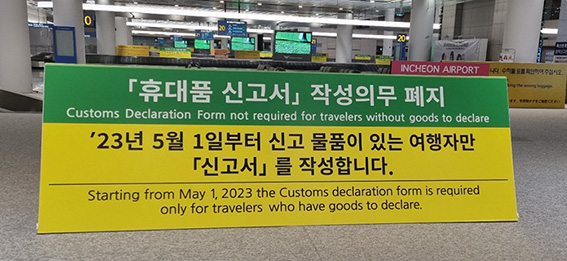 20
20
INCHEON AIRPORT
「휴대품 신고서」 작성의무 폐지
Customs Declaration Form not required for travelers without goods to declare
’23년 5월 1일부터 신고 물품이 있는 여행자만
「신고서」를 작성합니다.
Starting from May 1, 2023 the Customs declaration form is required
only for travelers who have goods to declare.